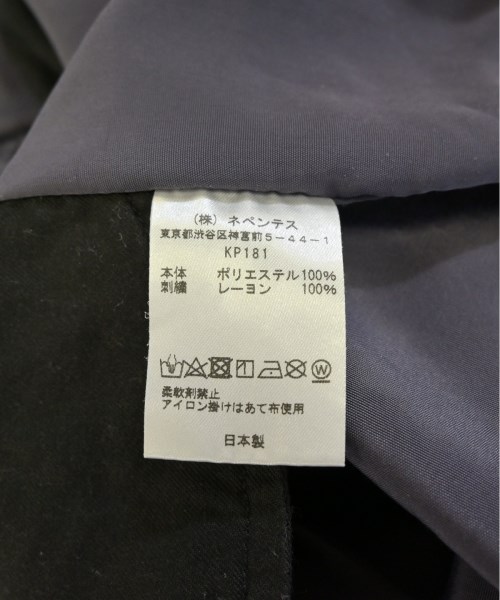 (株) ネペンテス
東京都渋谷区神宮前5-44-1
KP181
本体 ポリエステル100%
刺繍 レーヨン 100%
W
柔軟剤禁止
アイロン掛けはあて布使用
日本製